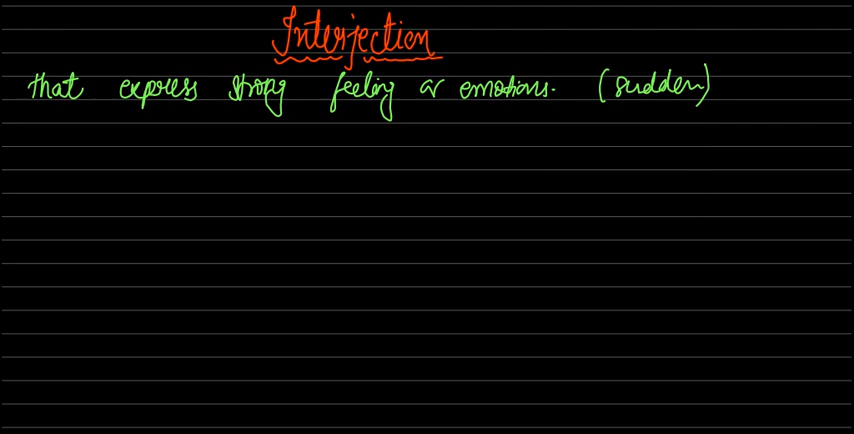 Interjection
that express strong feeling or emotions. (sudden)